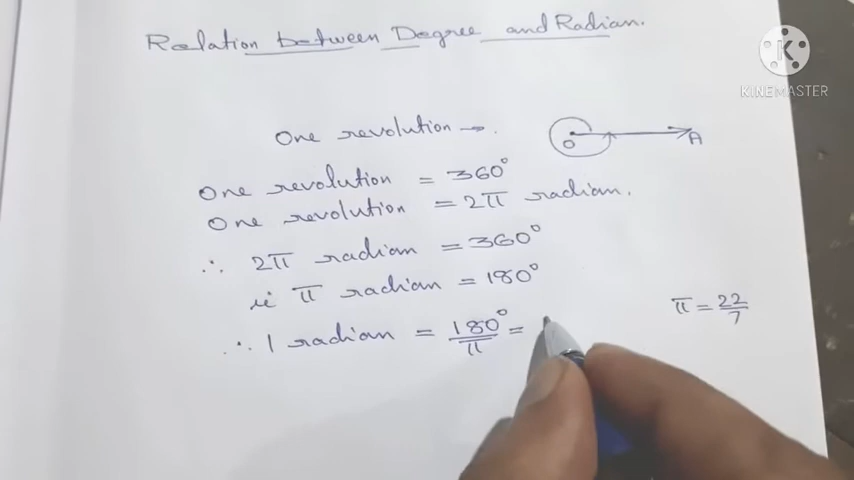 Relation between Degree and Radian.
K
KINEMASTER
One revolution →.
O A
One revolution = 360°
One revolution = 2π radian.
∴ 2π radian = 360°
ie π radian = 180°
π = 22/7
∴ 1 radian = 180°/π =